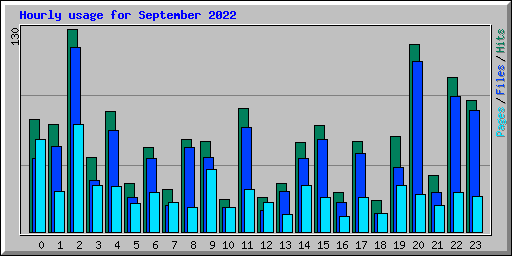 Hourly usage for September 2022
130
Pages/Files/Hits
0 1 2 3 4 5 6 7 8 9 10 11 12 13 14 15 16 17 18 19 20 21 22 23